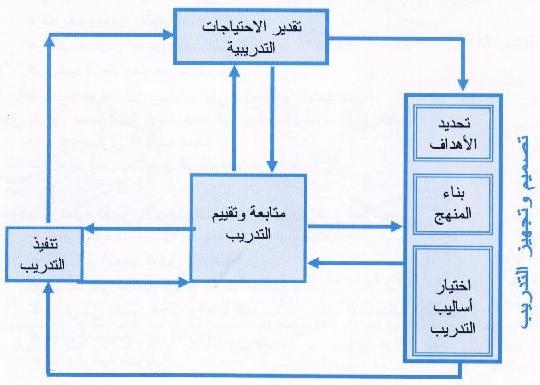 تقدير الاحتياجات
التدريبية
تحديد
الأهداف
بناء
المنهج
اختيار
أساليب
التدريب
تصميم وتجهيز التدريب
متابعة وتقييم
التدريب
تنفيذ
التدريب